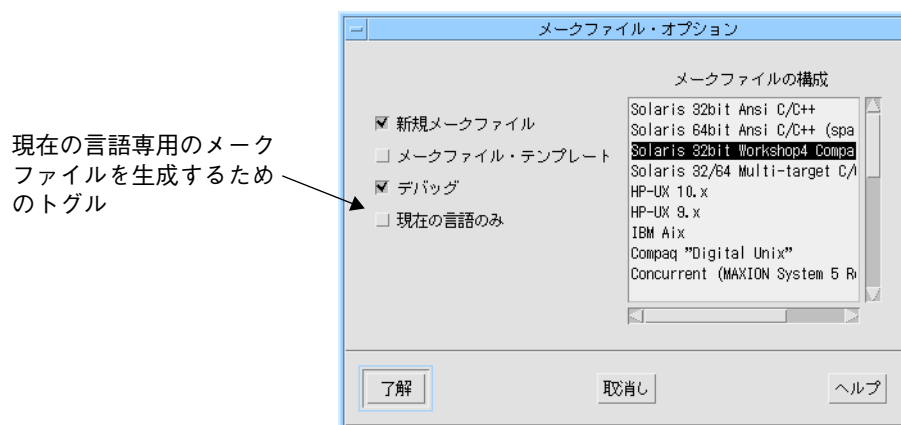 メークファイル・オプション
現在の言語専用のメーク
ファイルを生成するため
のトグル
新規メークファイル
メークファイル・テンプレート
デバッグ
現在の言語のみ
メークファイルの構成
Solaris 32bit Ansi C/C++
Solaris 64bit Ansi C/C++ (spa
Solaris 32bit Workshop4 Compa
Solaris 32/64 Multi-target C/
HP-UX 10.x
HP-UX 9.x
IBM Aix
Compaq "Digital Unix"
Concurrent (MAXION System 5 R
了解
取消し
ヘルプ